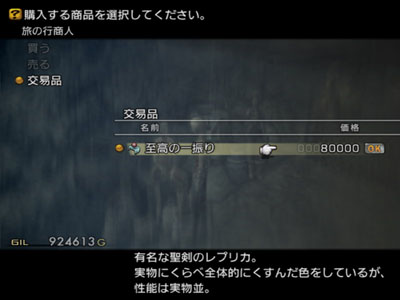 購入する商品を選択してください。
旅の行商人
買う
売る
交易品
交易品
名前 価格
至高の一振り 00080000 OK
GIL 924613G
有名な聖剣のレプリカ。
実物にくらべ全体的にくすんだ色をしているが、
性能は実物並。